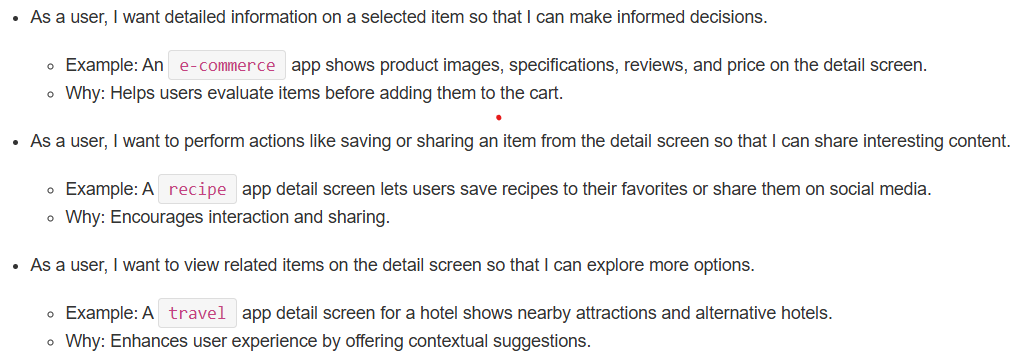 As a user, I want detailed information on a selected item so that I can make informed decisions.
Example: An e-commerce app shows product images, specifications, reviews, and price on the detail screen.
Why: Helps users evaluate items before adding them to the cart.
As a user, I want to perform actions like saving or sharing an item from the detail screen so that I can share interesting content.
Example: A recipe app detail screen lets users save recipes to their favorites or share them on social media.
Why: Encourages interaction and sharing.
As a user, I want to view related items on the detail screen so that I can explore more options.
Example: A travel app detail screen for a hotel shows nearby attractions and alternative hotels.
Why: Enhances user experience by offering contextual suggestions.